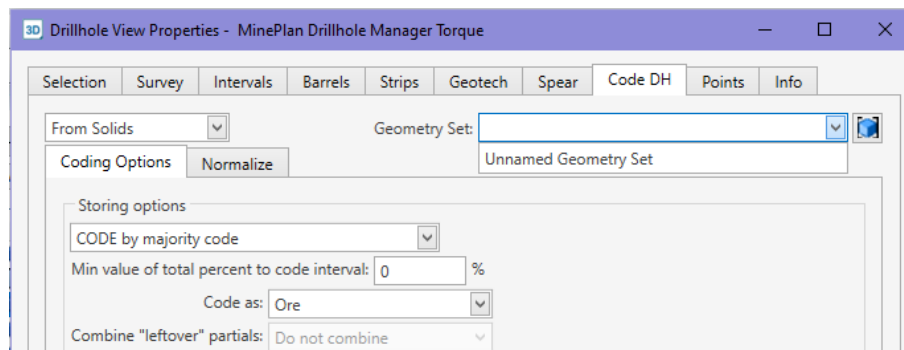 3D Drillhole View Properties - MinePlan Drillhole Manager Torque
Selection Survey Intervals Barrels Strips Geotech Spear Code DH Points Info
From Solids Geometry Set:
Unnamed Geometry Set
Coding Options Normalize
Storing options
CODE by majority code
Min value of total percent to code interval: 0 %
Code as: Ore
Combine "leftover" partials: Do not combine